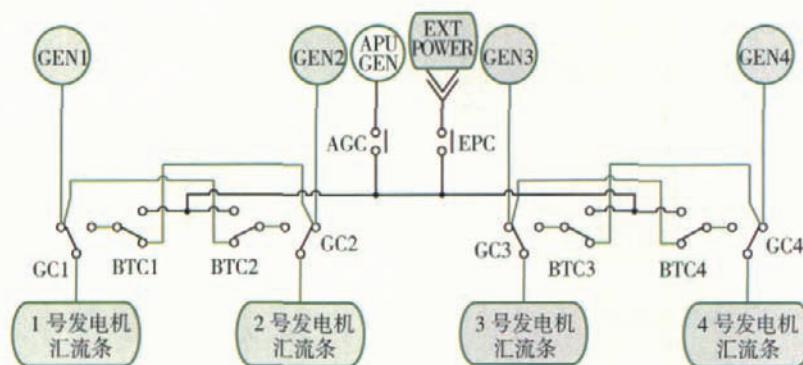 GEN1
GEN2
APU
GEN
EXT
POWER
GEN3
GEN4
AGC
EPC
GC1
BTC1
BTC2
GC2
GC3
BTC3
BTC4
GC4
1号发电机
汇流条
2号发电机
汇流条
3号发电机
汇流条
4号发电机
汇流条